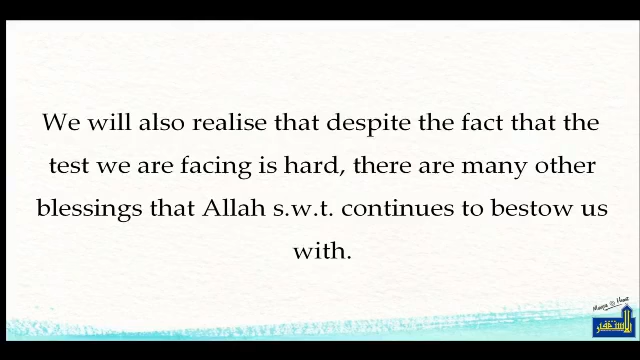 We will also realise that despite the fact that the
test we are facing is hard, there are many other
blessings that Allah s.w.t. continues to bestow us
with.